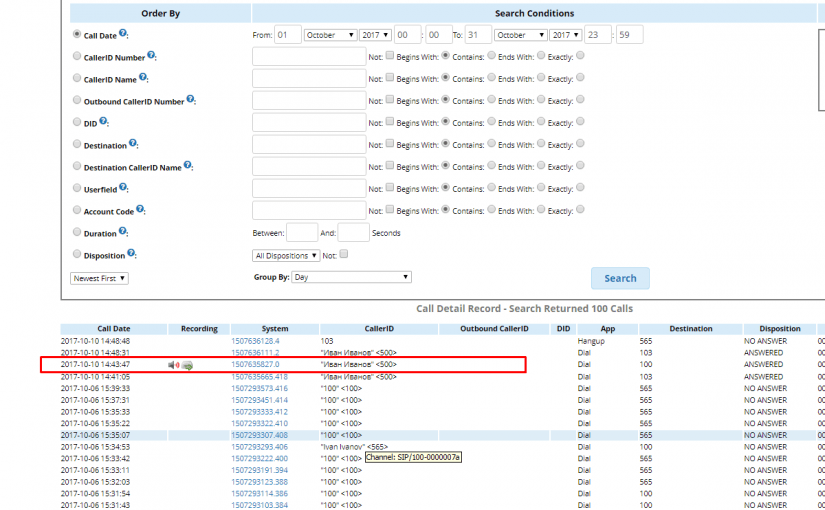 Order By Search Conditions
Call Date ?: From: 01 October 2017 00 : 00 To: 31 October 2017 23 : 59
CallerID Number ?: Not: Begins With: Contains: Ends With: Exactly:
CallerID Name ?: Not: Begins With: Contains: Ends With: Exactly:
Outbound CallerID Number ?: Not: Begins With: Contains: Ends With: Exactly:
DID ?: Not: Begins With: Contains: Ends With: Exactly:
Destination ?: Not: Begins With: Contains: Ends With: Exactly:
Destination CallerID Name ?: Not: Begins With: Contains: Ends With: Exactly:
Userfield ?: Not: Begins With: Contains: Ends With: Exactly:
Account Code ?: Not: Begins With: Contains: Ends With: Exactly:
Duration ?: Between: And: Seconds
Disposition ?: All Dispositions Not:
Newest First Group By: Day Search
Call Detail Record - Search Returned 100 Calls
Call Date Recording System CallerID Outbound CallerID DID App Destination Disposition
2017-10-10 14:48:48 1507636128.4 103 Hangup 565 NO ANSWER 00
2017-10-10 14:48:31 1507636111.2 "Иван Иванов" <500> Dial 103 ANSWERED 00
2017-10-10 14:43:47 1507635827.0 "Иван Иванов" <500> Dial 100 ANSWERED 00
2017-10-10 14:41:05 1507635665.418 "Иван Иванов" <500> Dial 103 ANSWERED 00
2017-10-06 15:39:33 1507293573.416 "100" <100> Dial 565 NO ANSWER 00
2017-10-06 15:37:31 1507293451.414 "100" <100> Dial 565 NO ANSWER 00
2017-10-06 15:35:33 1507293333.412 "100" <100> Dial 565 NO ANSWER 00
2017-10-06 15:35:22 1507293322.410 "100" <100> Dial 565 NO ANSWER 00
2017-10-06 15:35:07 1507293307.408 "100" <100> Dial 565 NO ANSWER 00
2017-10-06 15:34:53 1507293293.406 "Ivan Ivanov" <565> Dial 100 NO ANSWER 00
2017-10-06 15:33:42 1507293222.400 "100" <100> Channel: SIP/100-0000007a Dial 565 NO ANSWER 00
2017-10-06 15:33:11 1507293191.394 "100" <100> Dial 565 NO ANSWER 00
2017-10-06 15:32:03 1507293123.388 "100" <100> Dial 565 NO ANSWER 00
2017-10-06 15:31:54 1507293114.386 "100" <100> Dial 100 NO ANSWER 00
2017-10-06 15:31:43 1507293103.384 "100" <100> Dial 565 NO ANSWER 00